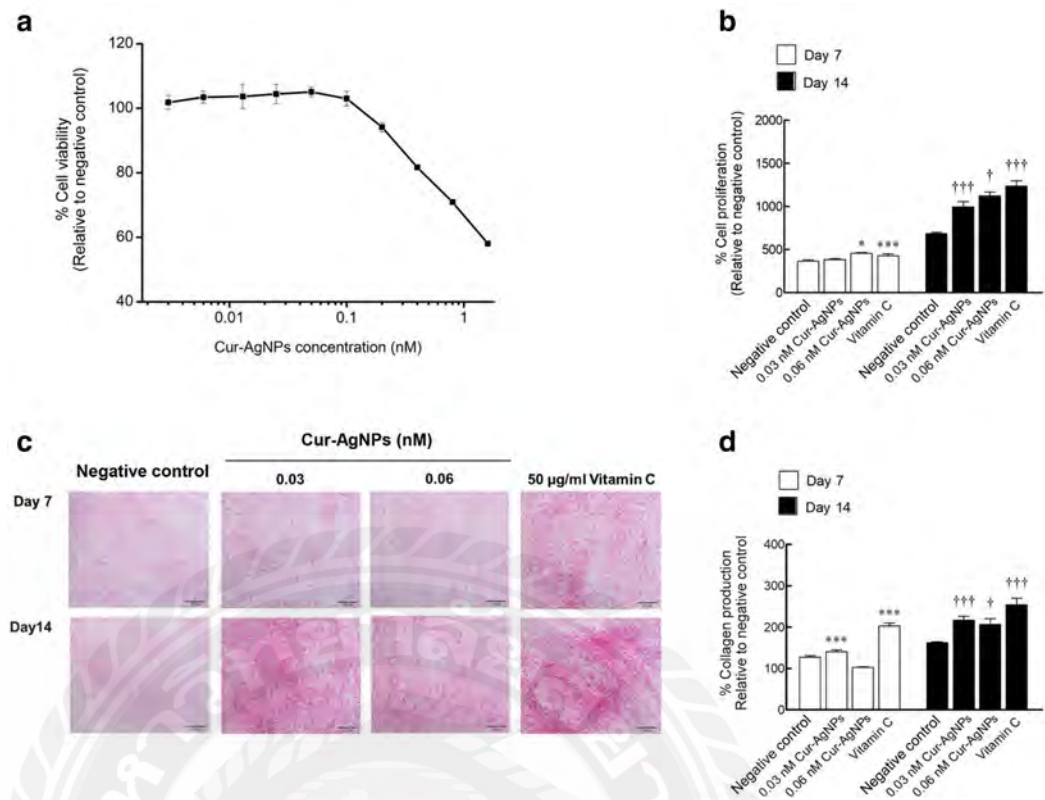 a
120
100
80
60
40
% Cell viability
(Relative to negative control)
0.01
0.1
1
Cur-AgNPs concentration (nM)
b
Day 7
Day 14
2000
1500
1000
500
0
% Cell proliferation
(Relative to negative control)
*
***
†††
†
†††
Negative control
0.03 nM Cur-AgNPs
0.06 nM Cur-AgNPs
Vitamin C
Negative control
0.03 nM Cur-AgNPs
0.06 nM Cur-AgNPs
Vitamin C
c
Cur-AgNPs (nM)
Negative control
0.03
0.06
50 µg/ml Vitamin C
Day 7
Day14
d
Day 7
Day 14
400
300
200
100
0
% Collagen production
Relative to negative control)
***
***
†††
†
†††
Negative control
0.03 nM Cur-AgNPs
0.06 nM Cur-AgNPs
Vitamin C
Negative control
0.03 nM Cur-AgNPs
0.06 nM Cur-AgNPs
Vitamin C